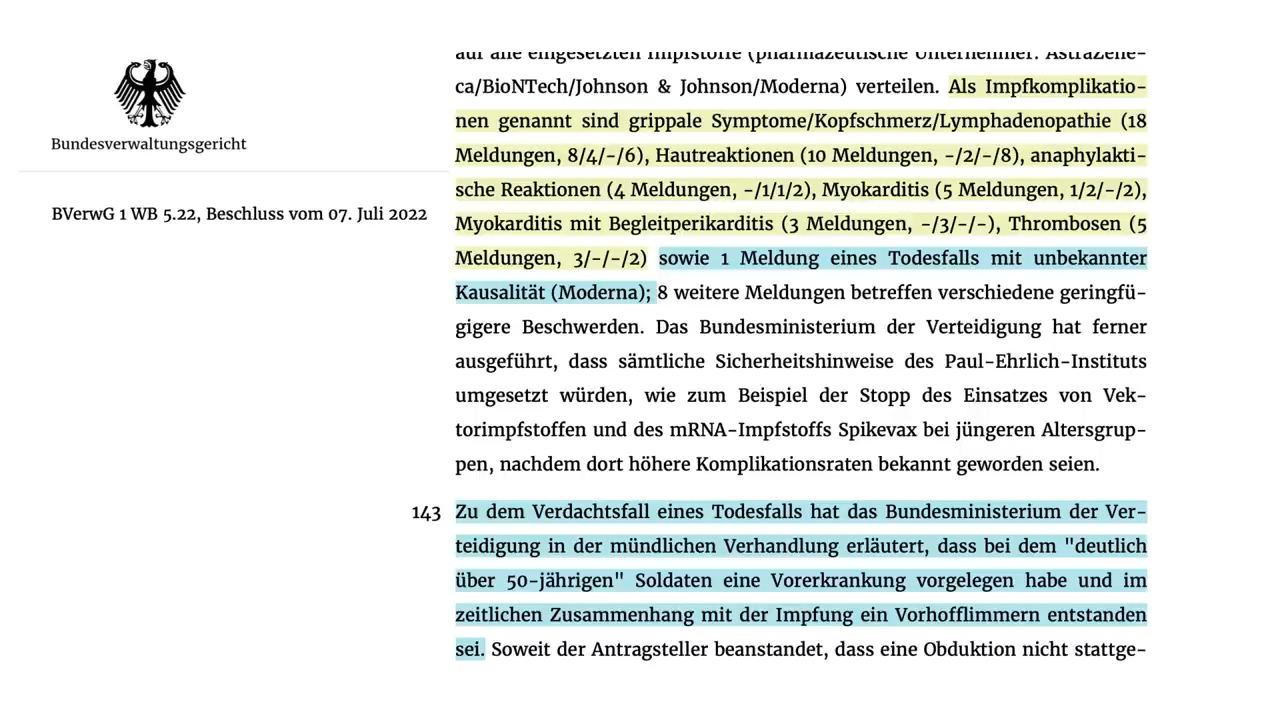 Bundesverwaltungsgericht
BVerwG 1 WB 5.22, Beschluss vom 07. Juli 2022
auf alle eingesetzten Impfstoffe (pharmazeutische Unternehmer: AstraZene-
ca/BioNTech/Johnson & Johnson/Moderna) verteilen. Als Impfkomplikatio-
nen genannt sind grippale Symptome/Kopfschmerz/Lymphadenopathie (18
Meldungen, 8/4/-/6), Hautreaktionen (10 Meldungen, -/2/-/8), anaphylakti-
sche Reaktionen (4 Meldungen, -/1/1/2), Myokarditis (5 Meldungen, 1/2/-/2),
Myokarditis mit Begleitperikarditis (3 Meldungen, -/3/-/-), Thrombosen (5
Meldungen, 3/-/-/2) sowie 1 Meldung eines Todesfalls mit unbekannter
Kausalität (Moderna); 8 weitere Meldungen betreffen verschiedene geringfü-
gigere Beschwerden. Das Bundesministerium der Verteidigung hat ferner
ausgeführt, dass sämtliche Sicherheitshinweise des Paul-Ehrlich-Instituts
umgesetzt würden, wie zum Beispiel der Stopp des Einsatzes von Vek-
torimpfstoffen und des mRNA-Impfstoffs Spikevax bei jüngeren Altersgrup-
pen, nachdem dort höhere Komplikationsraten bekannt geworden seien.
143 Zu dem Verdachtsfall eines Todesfalls hat das Bundesministerium der Ver-
teidigung in der mündlichen Verhandlung erläutert, dass bei dem "deutlich
über 50-jährigen" Soldaten eine Vorerkrankung vorgelegen habe und im
zeitlichen Zusammenhang mit der Impfung ein Vorhofflimmern entstanden
sei. Soweit der Antragsteller beanstandet, dass eine Obduktion nicht stattge-